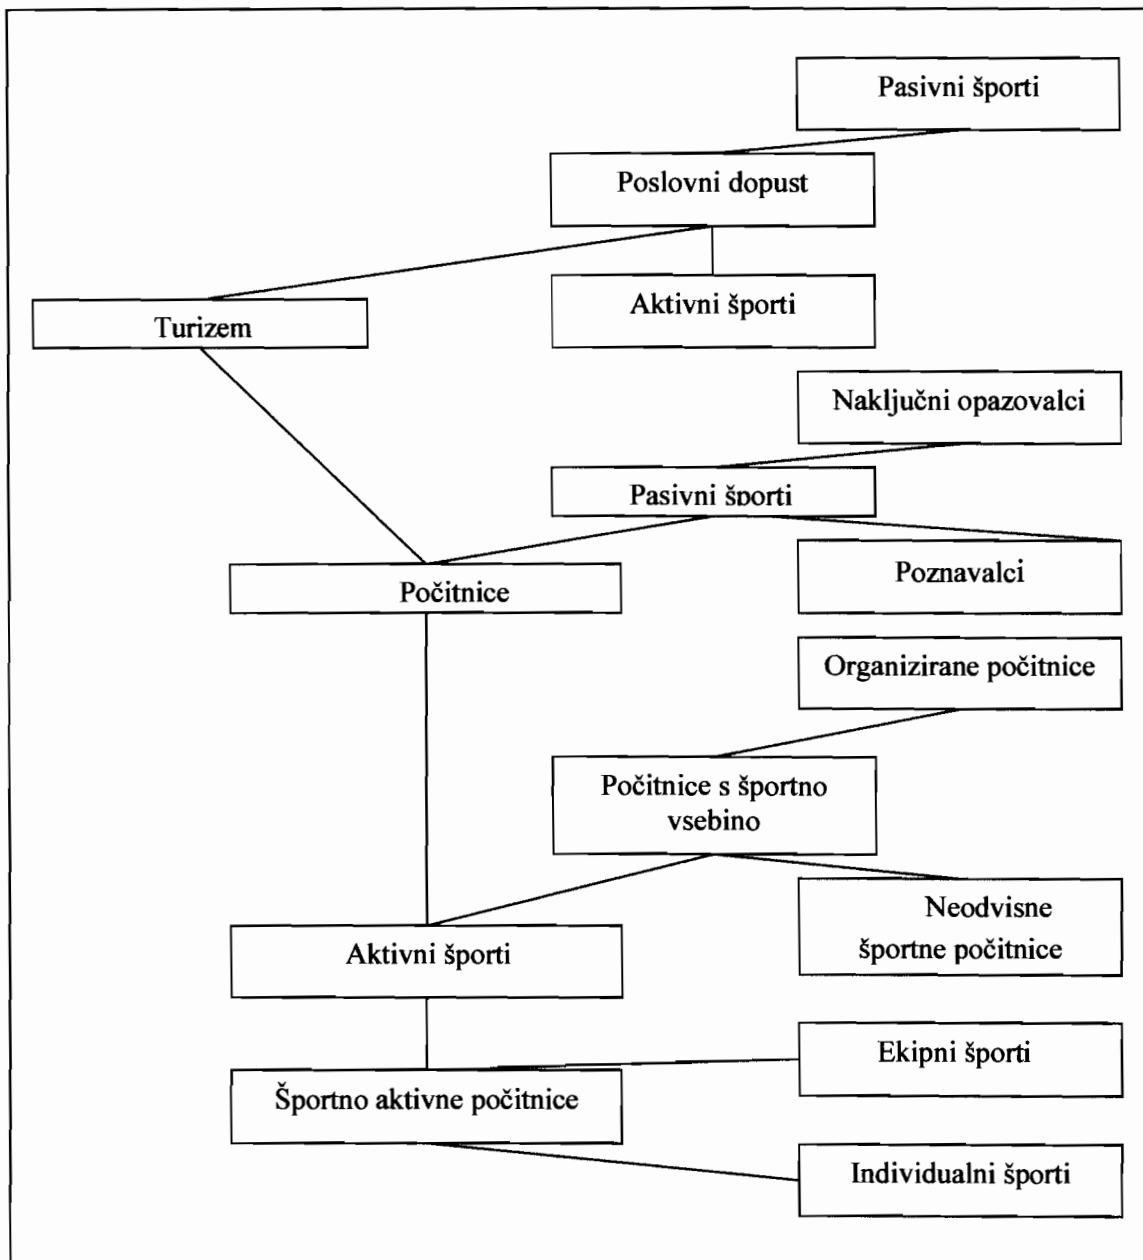 Pasivni športi
Poslovni dopust
Aktivni športi
Turizem
Naključni opazovalci
Pasivni športi
Poznavalci
Počitnice
Organizirane počitnice
Počitnice s športno
vsebino
Neodvisne
športne počitnice
Aktivni športi
Ekipni športi
Športno aktivne počitnice
Individualni športi